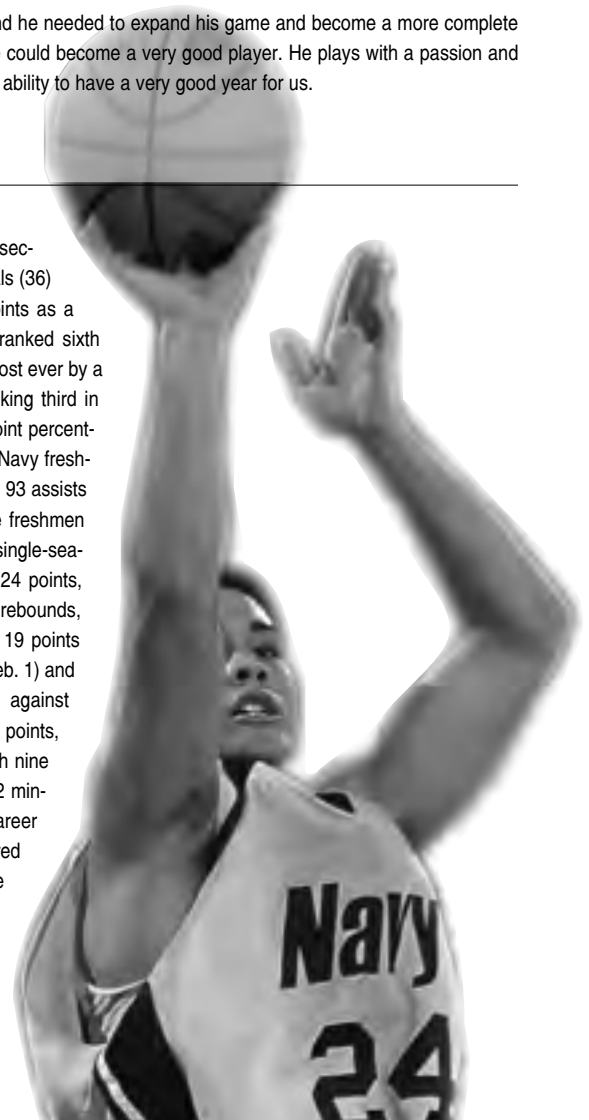 nd he needed to expand his game and become a more complete
could become a very good player. He plays with a passion and
ability to have a very good year for us.
sec-
ls (36)
ints as a
ranked sixth
ost ever by a
king third in
oint percent-
Navy fresh-
93 assists
e freshmen
single-sea-
24 points,
rebounds,
19 points
eb. 1) and
against
points,
h nine
2 min-
areer
red
e
Navy
24